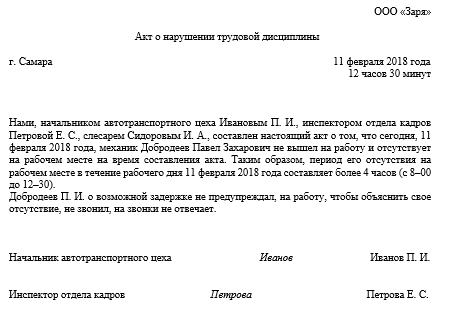 ООО «Заря»
Акт о нарушении трудовой дисциплины
г. Самара 11 февраля 2018 года
12 часов 30 минут
Нами, начальником автотранспортного цеха Ивановым П. И., инспектором отдела кадров
Петровой Е. С., слесарем Сидоровым И. А., составлен настоящий акт о том, что сегодня, 11
февраля 2018 года, механик Добродеев Павел Захарович не вышел на работу и отсутствует
на рабочем месте на время составления акта. Таким образом, период его отсутствия на
рабочем месте в течение рабочего дня 11 февраля 2018 года составляет более 4 часов (с 8–00
до 12–30).
Добродеев П. И. о возможной задержке не предупреждал, на работу, чтобы объяснить свое
отсутствие, не звонил, на звонки не отвечает.
Начальник автотранспортного цеха Иванов Иванов П. И.
Инспектор отдела кадров Петрова Петрова Е. С.